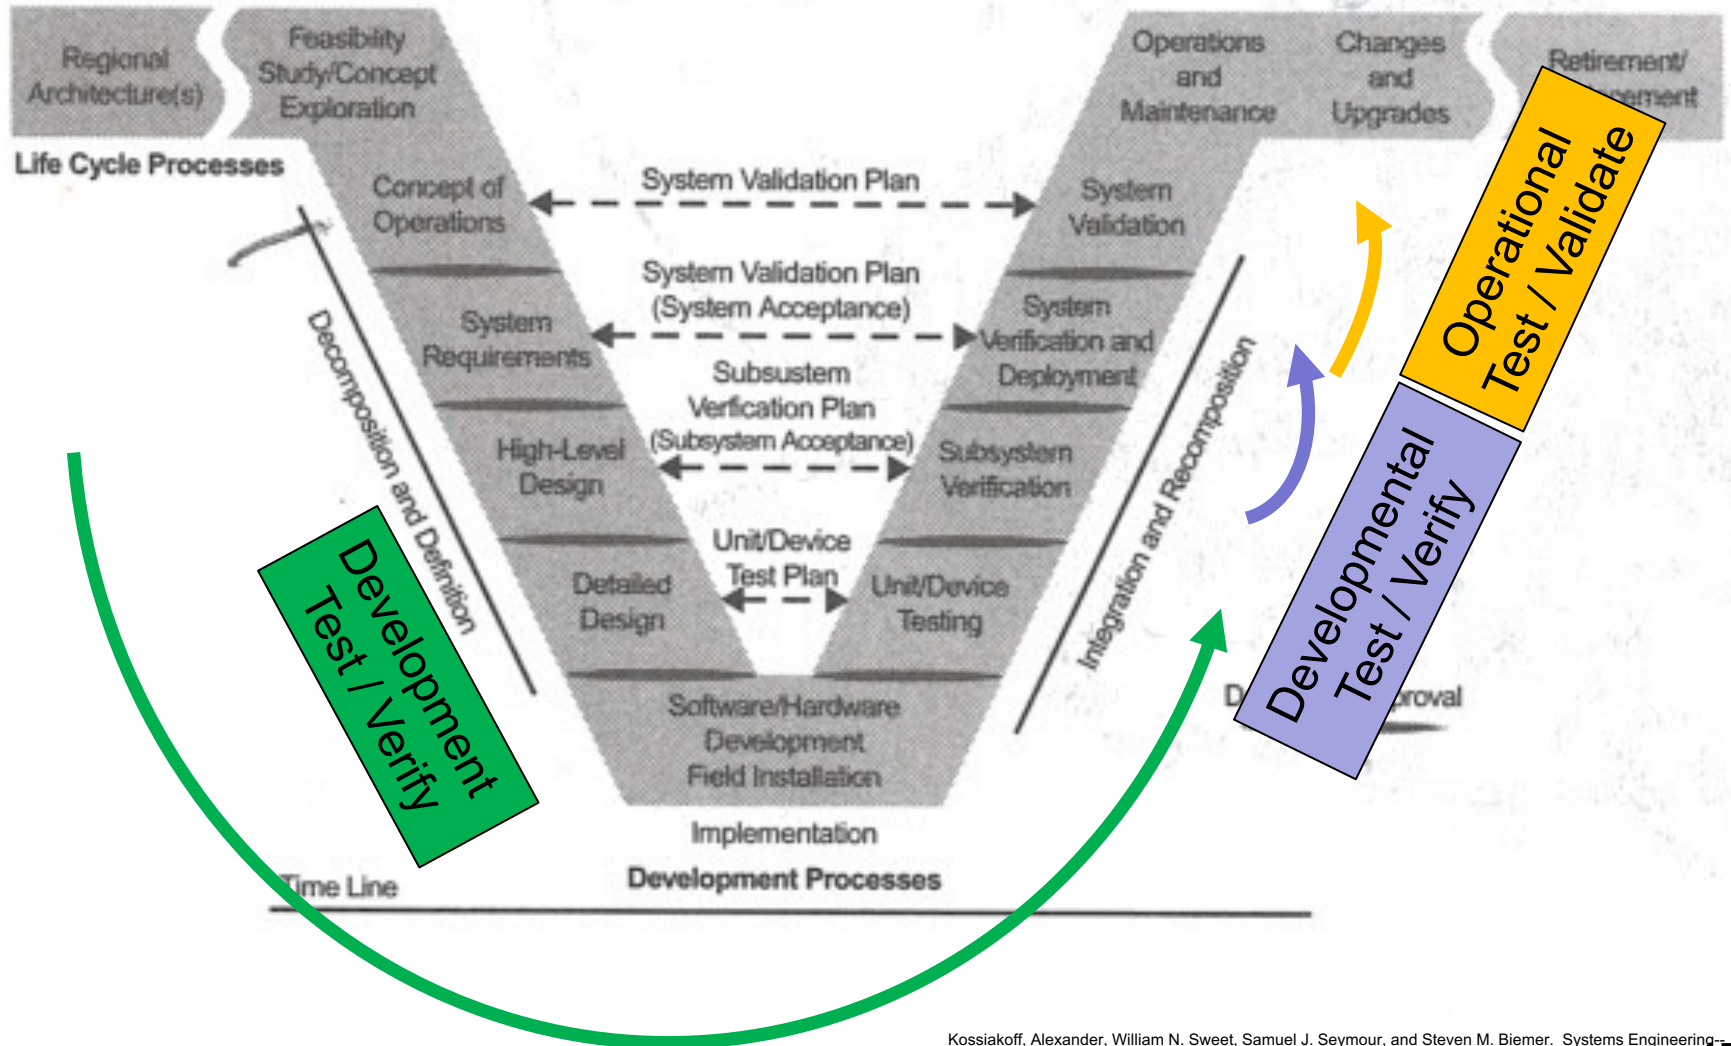 Regional
Architecture(s)
Feasibility
Study/Concept
Exploration
Operations
and
Maintenance
Changes
and
Upgrades
Retirement/
Life Cycle Processes
Concept of
Operations
System Validation Plan
System
Validation
System Validation Plan
(System Acceptance)
System
Requirements
System
Verification and
Deployment
Subsustem
Verfication Plan
(Subsystem Acceptance)
High-Level
Design
Subsystem
Verification
Unit/Device
Test Plan
Detailed
Design
Unit/Device
Testing
Decomposition and Definition
Integration and Recomposition
Operational
Test / Validate
Developmental
Test / Verify
Development
Test / Verify
Software/Hardware
Development
Field Installation
Implementation
Development Processes
Time Line
Kossiakoff, Alexander, William N. Sweet, Samuel J. Seymour, and Steven M. Biemer. Systems Engineering--